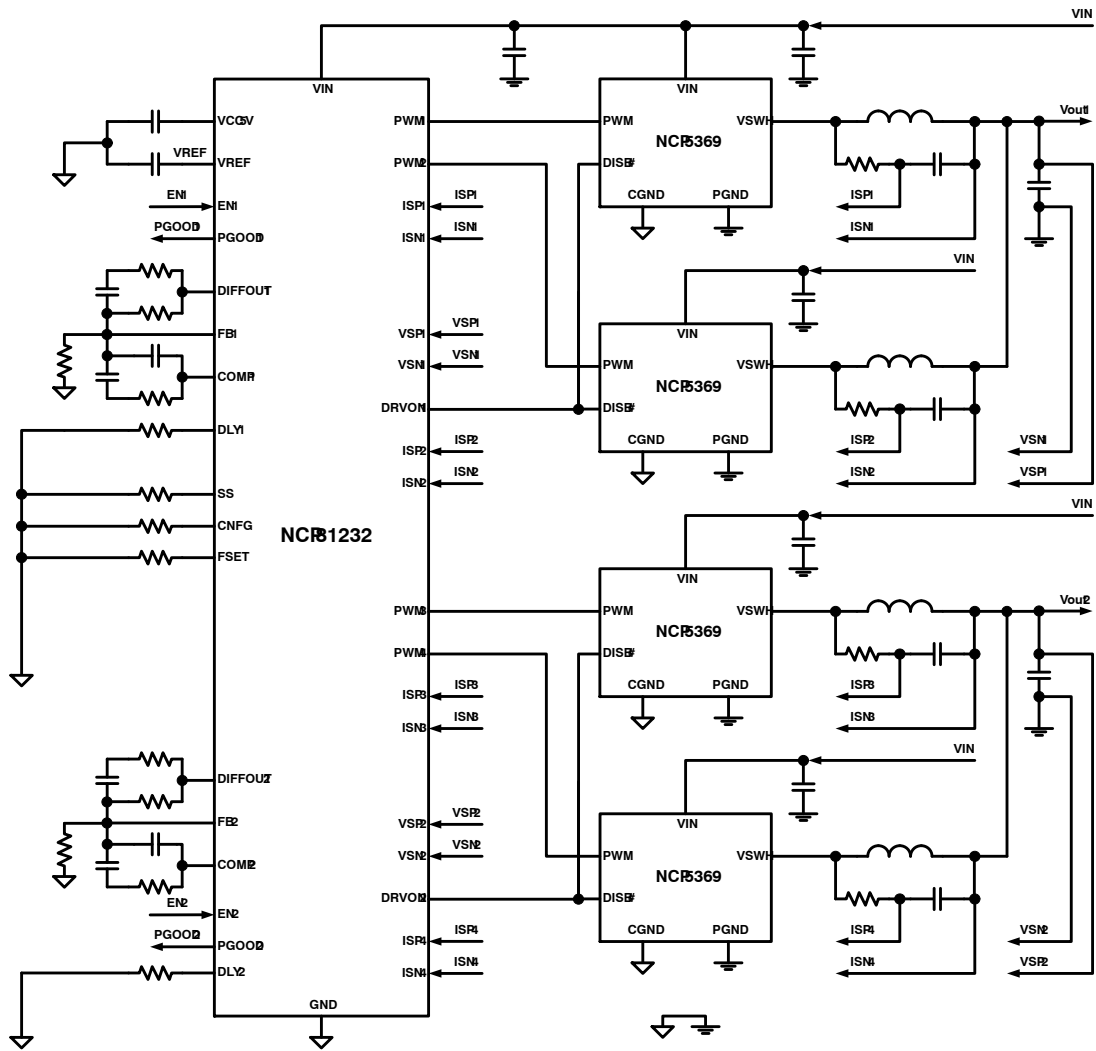 VIN
VIN
VCC5V
VREF
VREF
EN1
EN1
PGOOD1
PGOOD1
DIFFOUT1
FB1
COMP1
DLY1
SS
CNFG
FSET
DIFFOUT2
FB2
COMP2
EN2
EN2
PGOOD2
PGOOD2
DLY2
GND
NCP81232
PWM1
PWM2
ISP1
ISP1
ISN1
ISN1
VSP1
VSP1
VSN1
VSN1
DRVON1
ISP2
ISP2
ISN2
ISN2
PWM3
PWM4
ISP3
ISP3
ISN3
ISN3
VSP2
VSP2
VSN2
VSN2
DRVON2
ISP4
ISP4
ISN4
ISN4
VIN
PWM
VSWH
NCP5369
DISB#
CGND
PGND
Vout1
ISP1
ISN1
VIN
VIN
PWM
VSWH
NCP5369
DISB#
CGND
PGND
ISP2
ISN2
VSN1
VSP1
VIN
VIN
PWM
VSWH
NCP5369
DISB#
CGND
PGND
Vout2
ISP3
ISN3
VIN
VIN
PWM
VSWH
NCP5369
DISB#
CGND
PGND
ISP4
ISN4
VSN2
VSP2